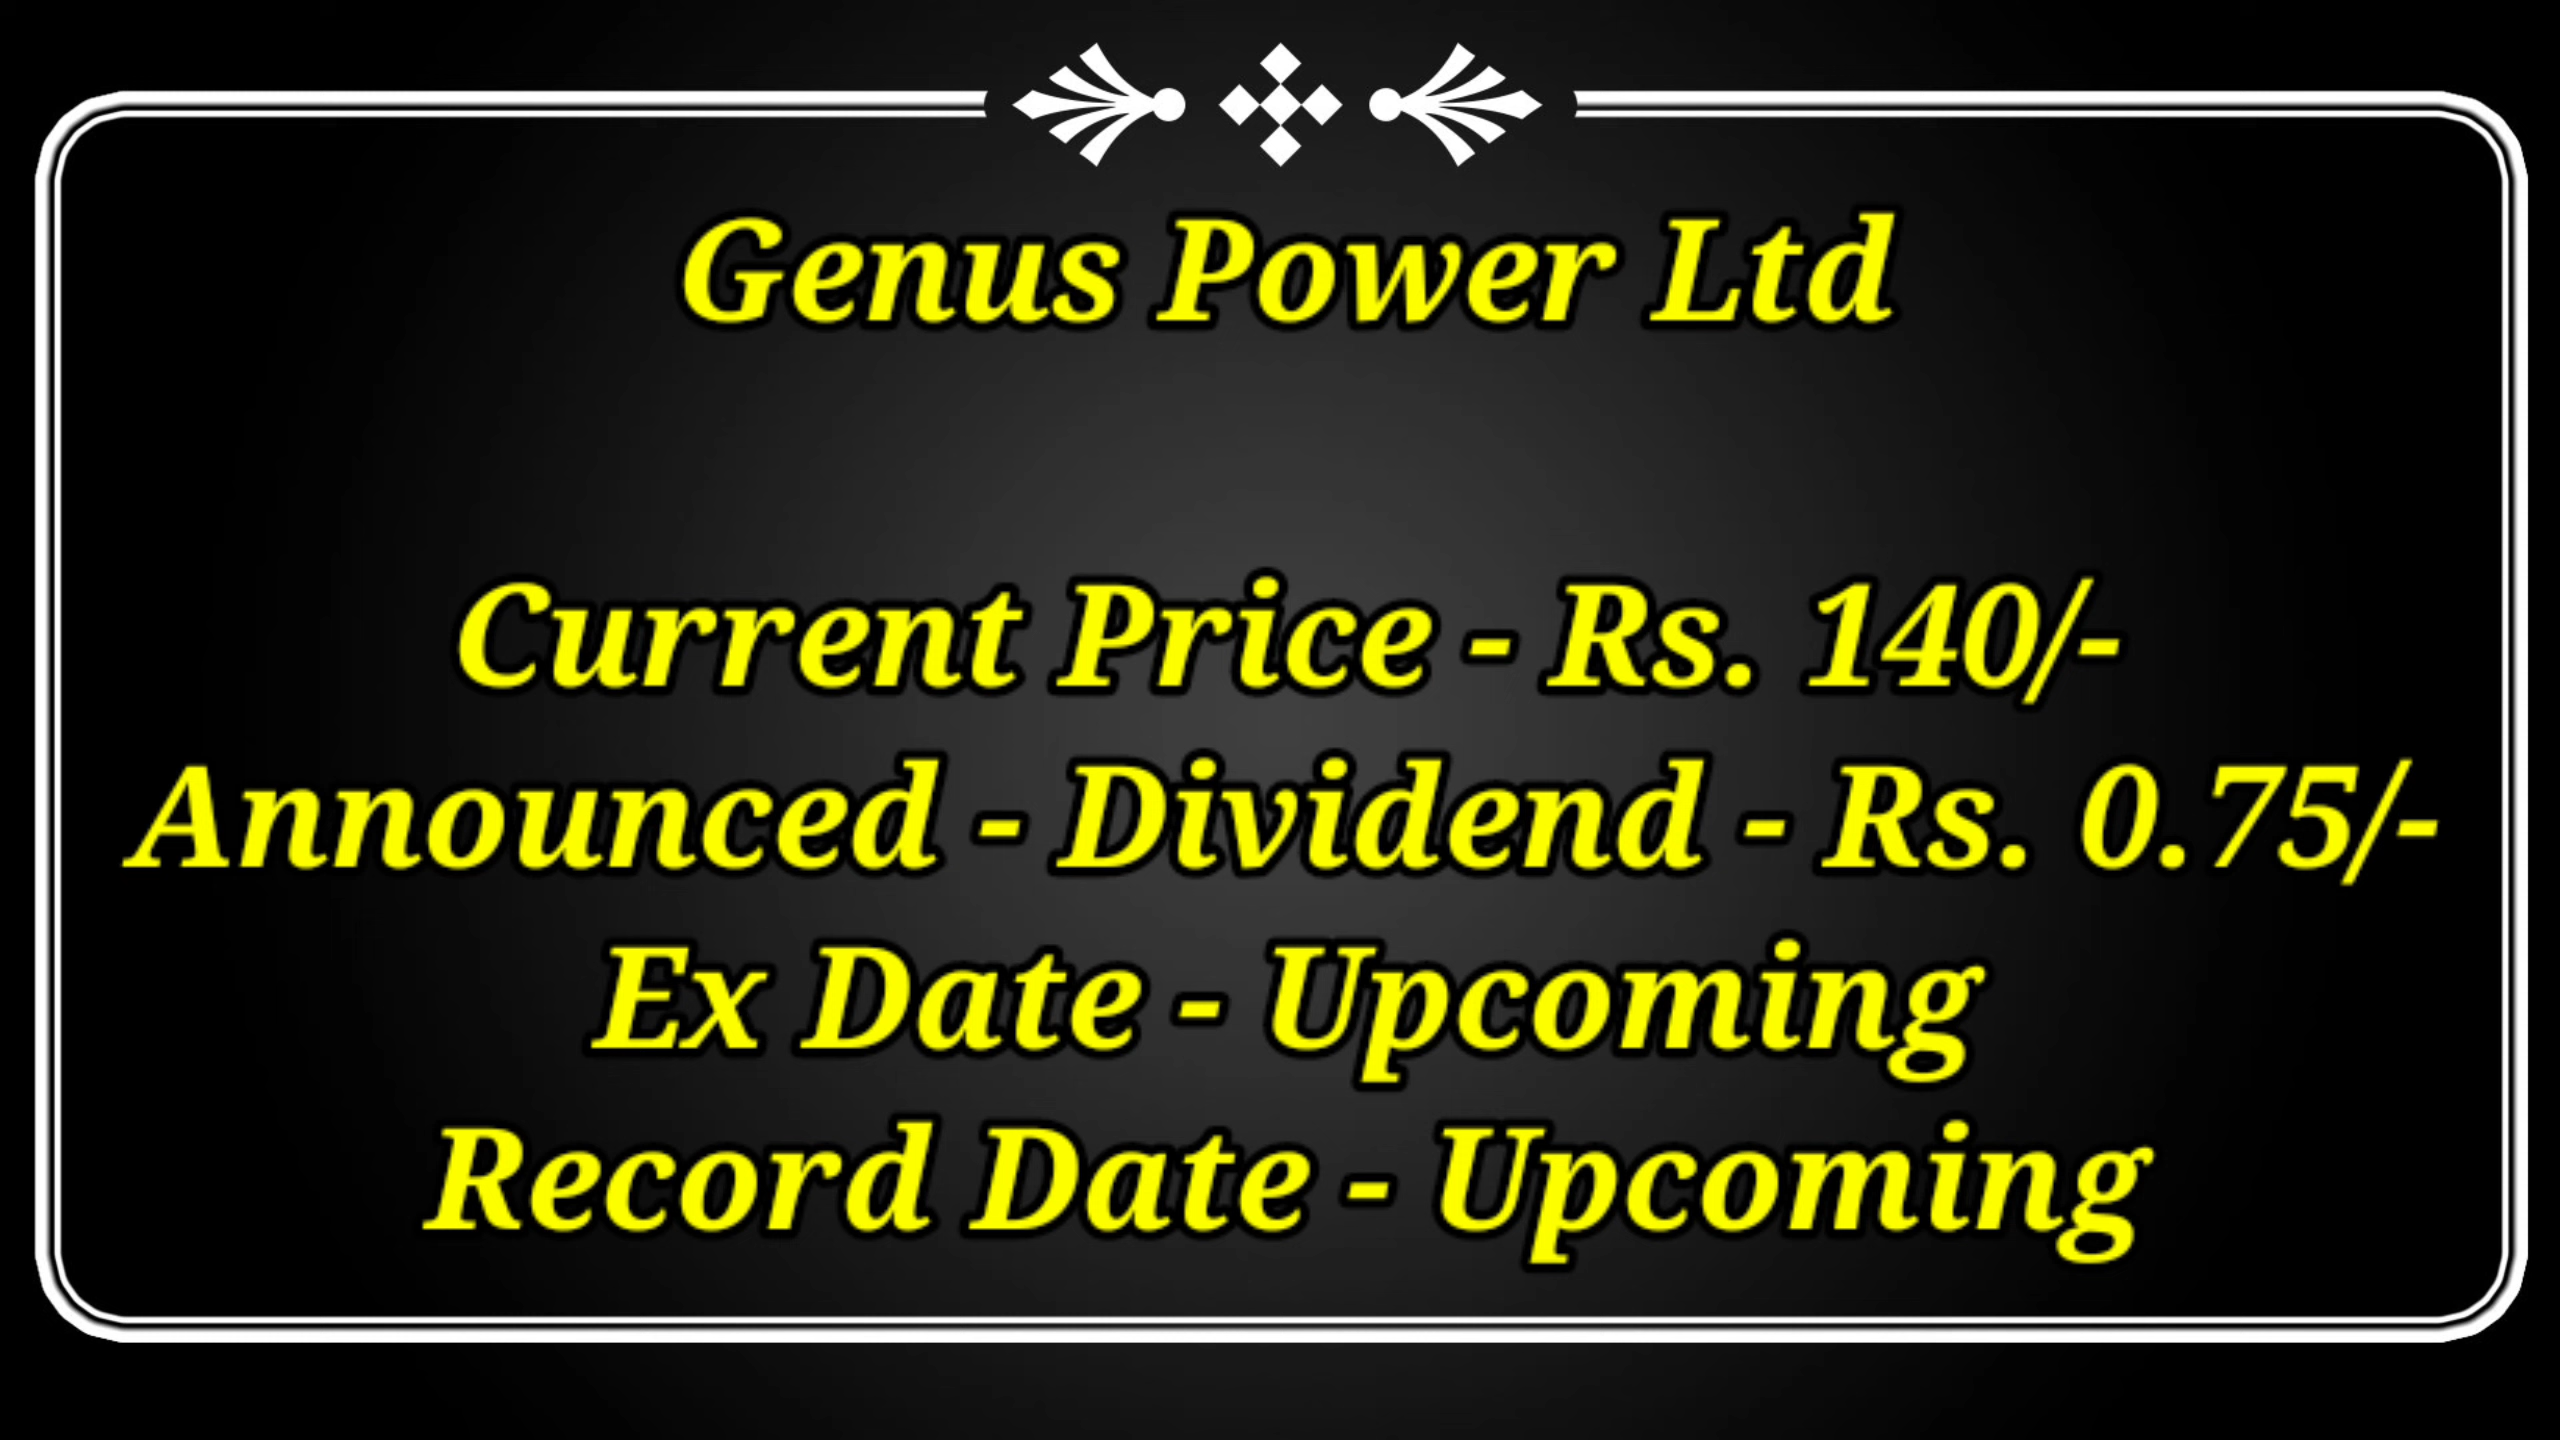 Genus Power Ltd
Current Price - Rs. 140/-
Announced - Dividend - Rs. 0.75/-
Ex Date - Upcoming
Record Date - Upcoming